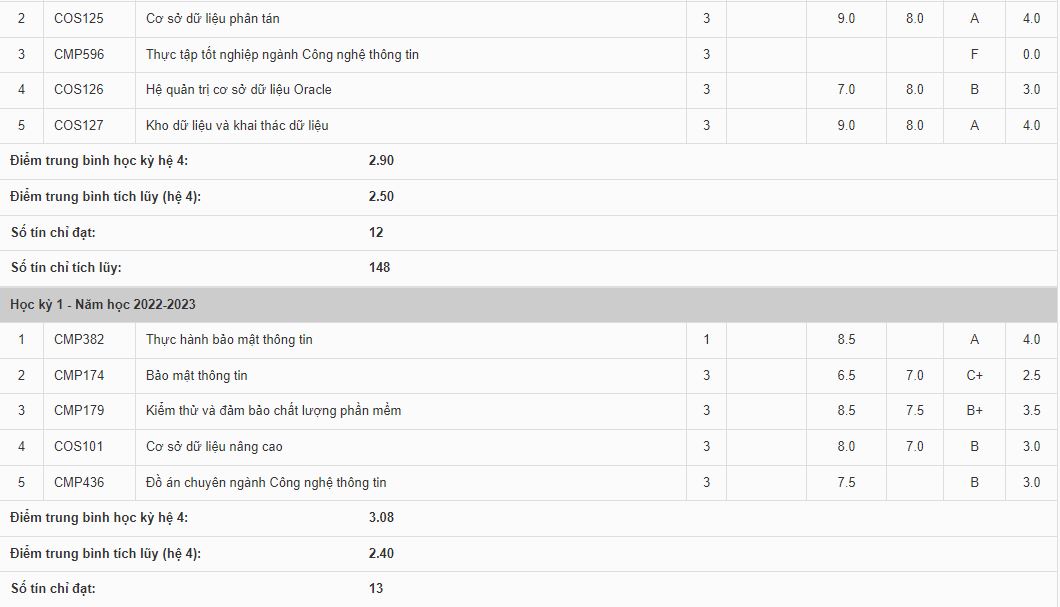 2 COS125 Cơ sở dữ liệu phân tán 3 9.0 8.0 A 4.0
3 CMP596 Thực tập tốt nghiệp ngành Công nghệ thông tin 3 F 0.0
4 COS126 Hệ quản trị cơ sở dữ liệu Oracle 3 7.0 8.0 B 3.0
5 COS127 Kho dữ liệu và khai thác dữ liệu 3 9.0 8.0 A 4.0
Điểm trung bình học kỳ hệ 4: 2.90
Điểm trung bình tích lũy (hệ 4): 2.50
Số tín chỉ đạt: 12
Số tín chỉ tích lũy: 148
Học kỳ 1 - Năm học 2022-2023
1 CMP382 Thực hành bảo mật thông tin 1 8.5 A 4.0
2 CMP174 Bảo mật thông tin 3 6.5 7.0 C+ 2.5
3 CMP179 Kiểm thử và đảm bảo chất lượng phần mềm 3 8.5 7.5 B+ 3.5
4 COS101 Cơ sở dữ liệu nâng cao 3 8.0 7.0 B 3.0
5 CMP436 Đồ án chuyên ngành Công nghệ thông tin 3 7.5 B 3.0
Điểm trung bình học kỳ hệ 4: 3.08
Điểm trung bình tích lũy (hệ 4): 2.40
Số tín chỉ đạt: 13